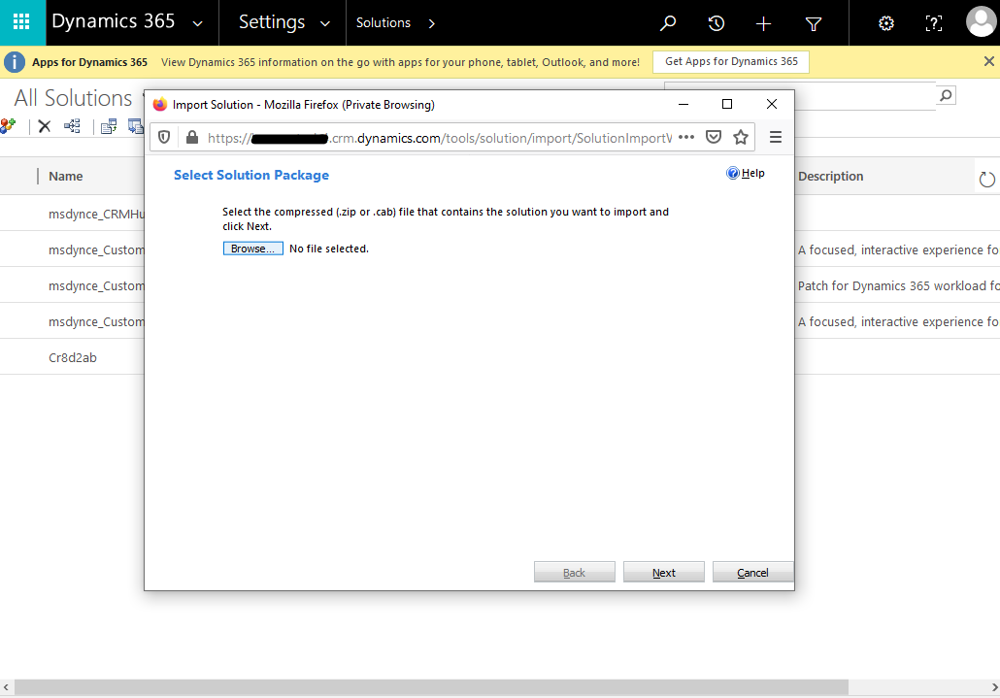 Dynamics 365
Settings
Solutions
Apps for Dynamics 365 View Dynamics 365 information on the go with apps for your phone, tablet, Outlook, and more! Get Apps for Dynamics 365
All Solutions
Import Solution - Mozilla Firefox (Private Browsing)
https:// .crm.dynamics.com/tools/solution/import/SolutionImportW
Select Solution Package
Help
Select the compressed (.zip or .cab) file that contains the solution you want to import and
click Next.
Browse... No file selected.
Back Next Cancel
Name
Description
msdynce_CRMHu
msdynce_Custom
A focused, interactive experience fo
msdynce_Custom
Patch for Dynamics 365 workload fo
msdynce_Custom
A focused, interactive experience fo
Cr8d2ab